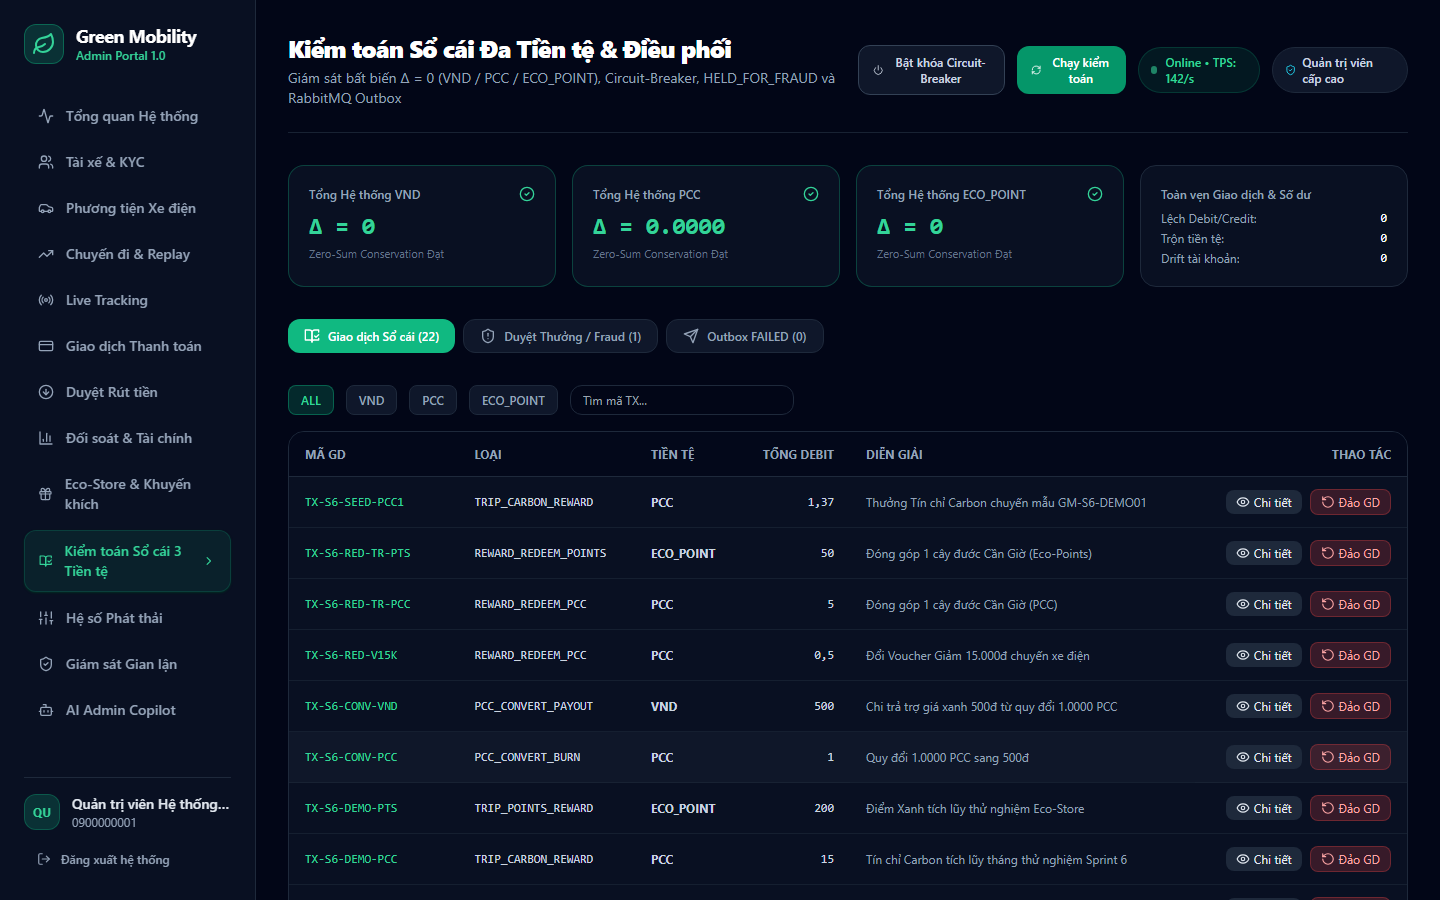 Green Mobility
Admin Portal 1.0
Tổng quan Hệ thống
Tài xế & KYC
Phương tiện Xe điện
Chuyến đi & Replay
Live Tracking
Giao dịch Thanh toán
Duyệt Rút tiền
Đối soát & Tài chính
Eco-Store & Khuyến
khích
Kiểm toán Sổ cái 3
Tiền tệ
Hệ số Phát thải
Giám sát Gian lận
AI Admin Copilot
QU
Quản trị viên Hệ thống...
0900000001
Đăng xuất hệ thống
Kiểm toán Sổ cái Đa Tiền tệ & Điều phối
Giám sát bất biến Δ = 0 (VND / PCC / ECO_POINT), Circuit-Breaker, HELD_FOR_FRAUD và
RabbitMQ Outbox
Bật khóa Circuit-
Breaker
Chạy kiểm
toán
Online • TPS:
142/s
Quản trị viên
cấp cao
Tổng Hệ thống VND
Δ = 0
Zero-Sum Conservation Đạt
Tổng Hệ thống PCC
Δ = 0.0000
Zero-Sum Conservation Đạt
Tổng Hệ thống ECO_POINT
Δ = 0
Zero-Sum Conservation Đạt
Toàn vẹn Giao dịch & Số dư
Lệch Debit/Credit: 0
Trộn tiền tệ: 0
Drift tài khoản: 0
Giao dịch Sổ cái (22)
Duyệt Thưởng / Fraud (1)
Outbox FAILED (0)
ALL VND PCC ECO_POINT Tìm mã TX...
MÃ GD LOẠI TIỀN TỆ TỔNG DEBIT DIỄN GIẢI THAO TÁC
TX-S6-SEED-PCC1 TRIP_CARBON_REWARD PCC 1,37 Thưởng Tín chỉ Carbon chuyến mẫu GM-S6-DEMO01 Chi tiết Đảo GD
TX-S6-RED-TR-PTS REWARD_REDEEM_POINTS ECO_POINT 50 Đóng góp 1 cây đước Cần Giờ (Eco-Points) Chi tiết Đảo GD
TX-S6-RED-TR-PCC REWARD_REDEEM_PCC PCC 5 Đóng góp 1 cây đước Cần Giờ (PCC) Chi tiết Đảo GD
TX-S6-RED-V15K REWARD_REDEEM_PCC PCC 0,5 Đổi Voucher Giảm 15.000đ chuyến xe điện Chi tiết Đảo GD
TX-S6-CONV-VND PCC_CONVERT_PAYOUT VND 500 Chi trả trợ giá xanh 500đ từ quy đổi 1.0000 PCC Chi tiết Đảo GD
TX-S6-CONV-PCC PCC_CONVERT_BURN PCC 1 Quy đổi 1.0000 PCC sang 500đ Chi tiết Đảo GD
TX-S6-DEMO-PTS TRIP_POINTS_REWARD ECO_POINT 200 Điểm Xanh tích lũy thử nghiệm Eco-Store Chi tiết Đảo GD
TX-S6-DEMO-PCC TRIP_CARBON_REWARD PCC 15 Tín chỉ Carbon tích lũy tháng thử nghiệm Sprint 6 Chi tiết Đảo GD